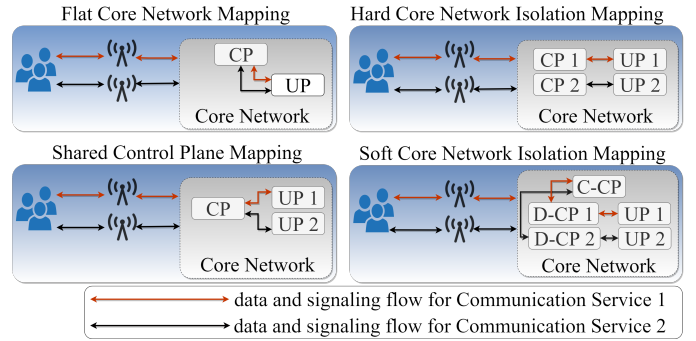 Flat Core Network Mapping
CP
UP
Core Network
Hard Core Network Isolation Mapping
CP 1 UP 1
CP 2 UP 2
Core Network
Shared Control Plane Mapping
CP
UP 1
UP 2
Core Network
Soft Core Network Isolation Mapping
C-CP
D-CP 1 UP 1
D-CP 2 UP 2
Core Network
data and signaling flow for Communication Service 1
data and signaling flow for Communication Service 2